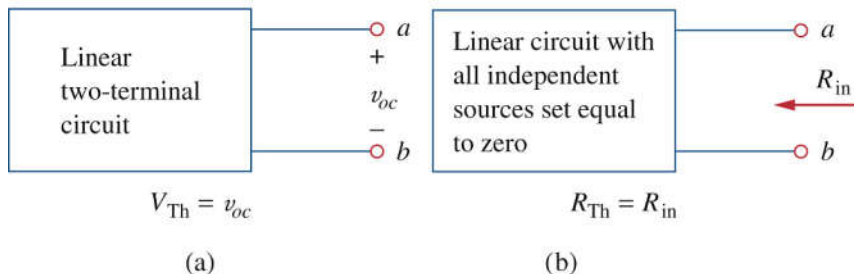 Linear
two-terminal
circuit
a
+
v_oc
−
b
V_Th = v_oc
(a)
Linear circuit with
all independent
sources set equal
to zero
a
R_in
b
R_Th = R_in
(b)